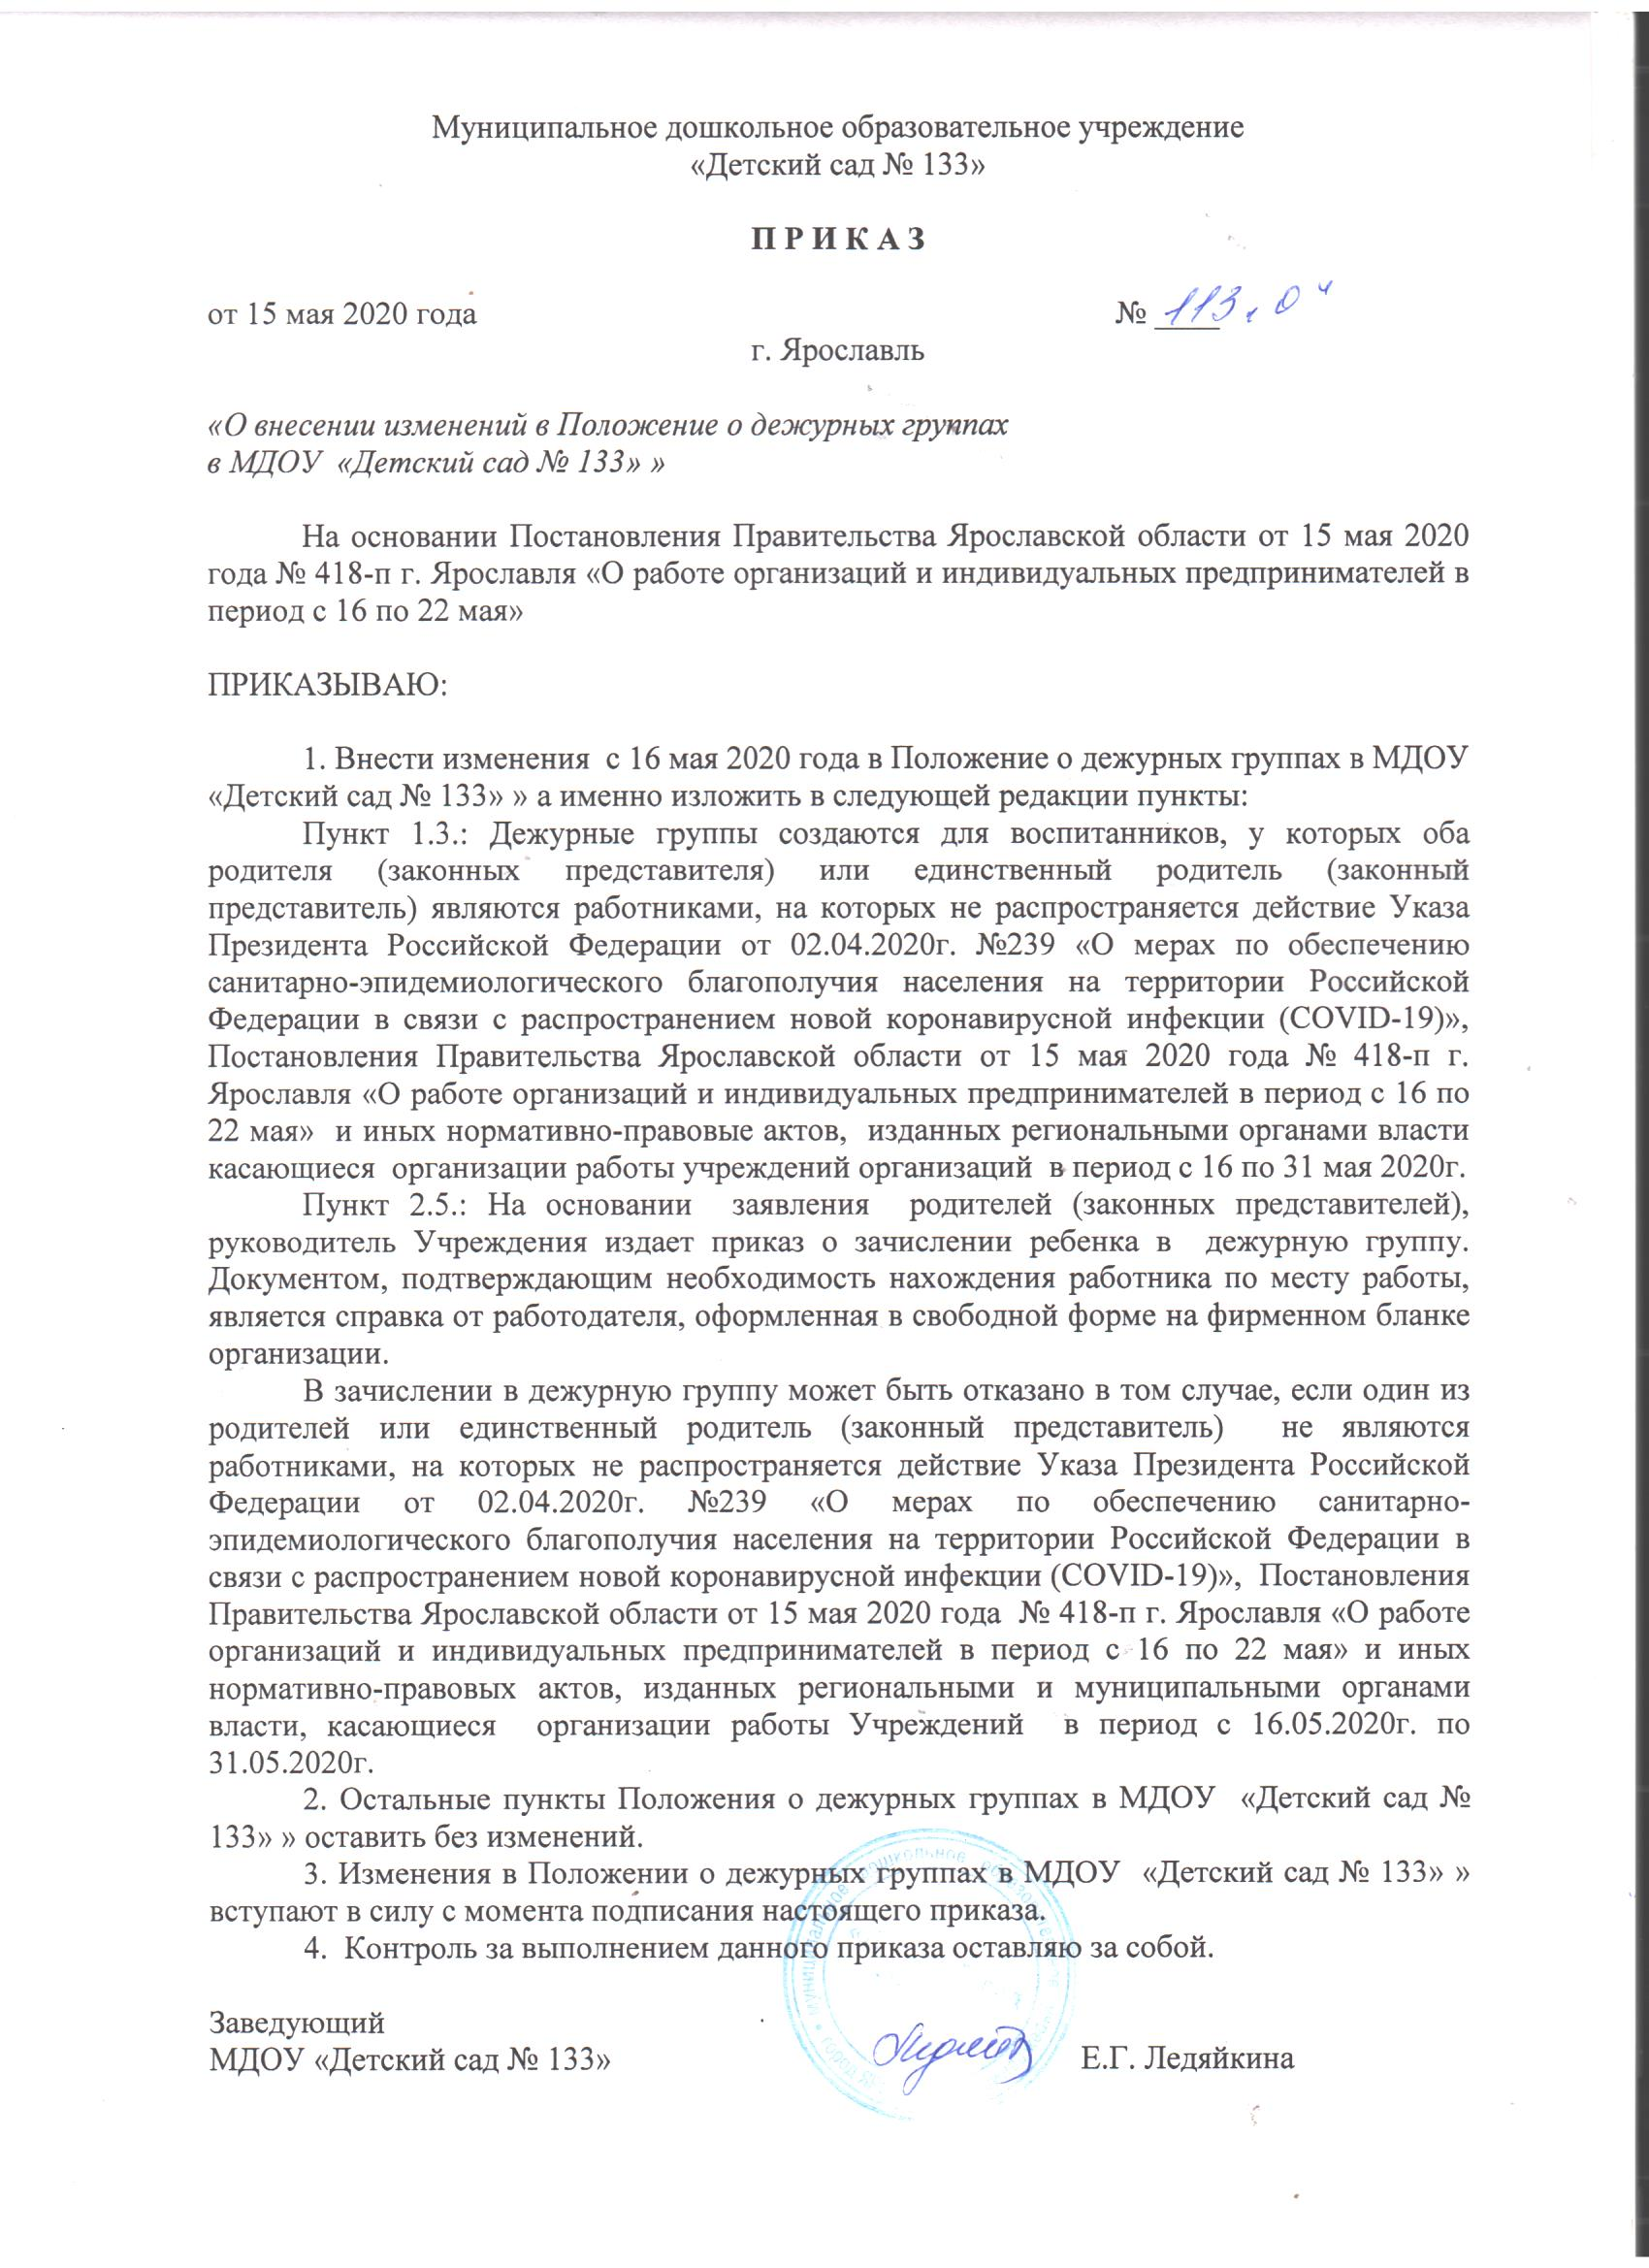 Муниципальное дошкольное образовательное учреждение
«Детский сад № 133»
П Р И К А З
от 15 мая 2020 года № 113.0
г. Ярославль
«О внесении изменений в Положение о дежурных группах
в МДОУ «Детский сад № 133» »
На основании Постановления Правительства Ярославской области от 15 мая 2020
года № 418-п г. Ярославля «О работе организаций и индивидуальных предпринимателей в
период с 16 по 22 мая»
ПРИКАЗЫВАЮ:
1. Внести изменения с 16 мая 2020 года в Положение о дежурных группах в МДОУ
«Детский сад № 133» » а именно изложить в следующей редакции пункты:
Пункт 1.3.: Дежурные группы создаются для воспитанников, у которых оба
родителя (законных представителя) или единственный родитель (законный
представитель) являются работниками, на которых не распространяется действие Указа
Президента Российской Федерации от 02.04.2020г. №239 «О мерах по обеспечению
санитарно-эпидемиологического благополучия населения на территории Российской
Федерации в связи с распространением новой коронавирусной инфекции (COVID-19)»,
Постановления Правительства Ярославской области от 15 мая 2020 года № 418-п г.
Ярославля «О работе организаций и индивидуальных предпринимателей в период с 16 по
22 мая» и иных нормативно-правовые актов, изданных региональными органами власти
касающиеся организации работы учреждений организаций в период с 16 по 31 мая 2020г.
Пункт 2.5.: На основании заявления родителей (законных представителей),
руководитель Учреждения издает приказ о зачислении ребенка в дежурную группу.
Документом, подтверждающим необходимость нахождения работника по месту работы,
является справка от работодателя, оформленная в свободной форме на фирменном бланке
организации.
В зачислении в дежурную группу может быть отказано в том случае, если один из
родителей или единственный родитель (законный представитель) не являются
работниками, на которых не распространяется действие Указа Президента Российской
Федерации от 02.04.2020г. №239 «О мерах по обеспечению санитарно-
эпидемиологического благополучия населения на территории Российской Федерации в
связи с распространением новой коронавирусной инфекции (COVID-19)», Постановления
Правительства Ярославской области от 15 мая 2020 года № 418-п г. Ярославля «О работе
организаций и индивидуальных предпринимателей в период с 16 по 22 мая» и иных
нормативно-правовых актов, изданных региональными и муниципальными органами
власти, касающиеся организации работы Учреждений в период с 16.05.2020г. по
31.05.2020г.
2. Остальные пункты Положения о дежурных группах в МДОУ «Детский сад №
133» » оставить без изменений.
3. Изменения в Положении о дежурных группах в МДОУ «Детский сад № 133» »
вступают в силу с момента подписания настоящего приказа.
4. Контроль за выполнением данного приказа оставляю за собой.
Заведующий
МДОУ «Детский сад № 133» Е.Г. Ледяйкина